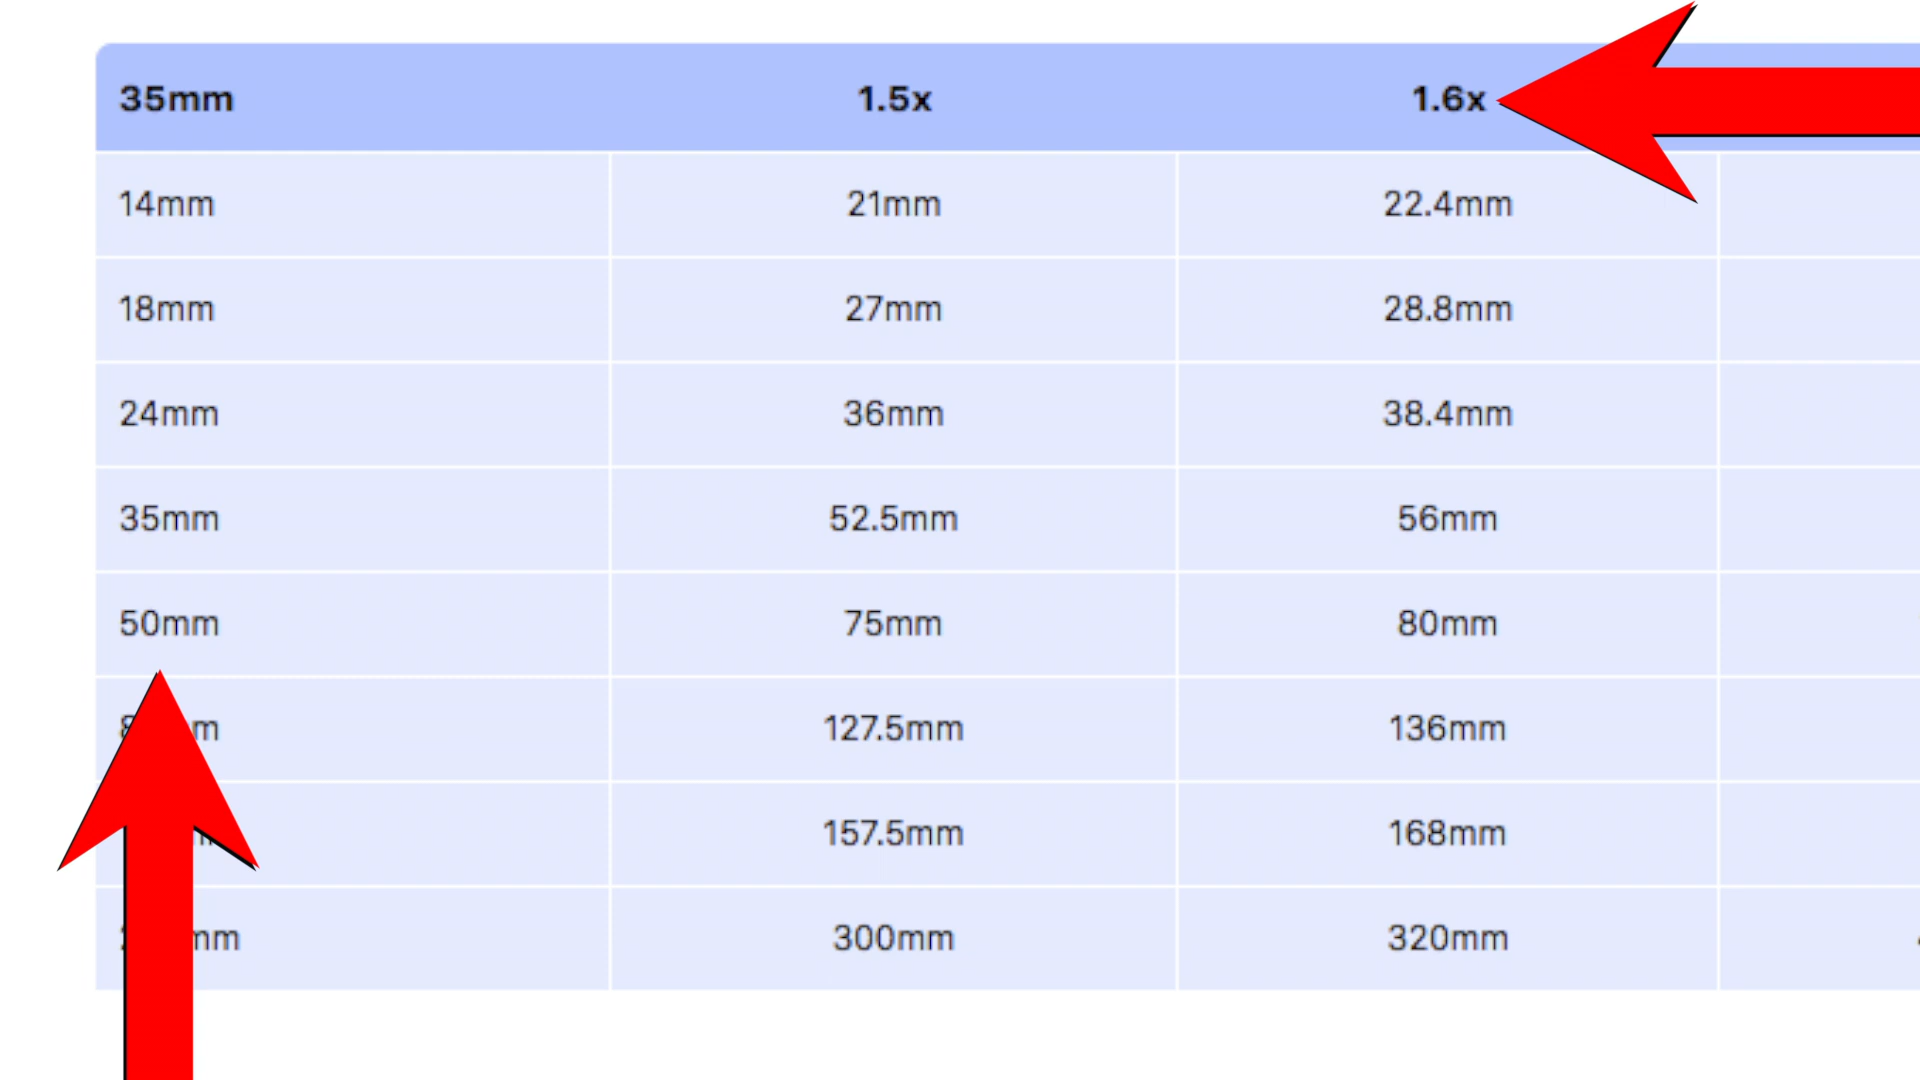 35mm 1.5x 1.6x
14mm 21mm 22.4mm
18mm 27mm 28.8mm
24mm 36mm 38.4mm
35mm 52.5mm 56mm
50mm 75mm 80mm
127.5mm 136mm
157.5mm 168mm
300mm 320mm